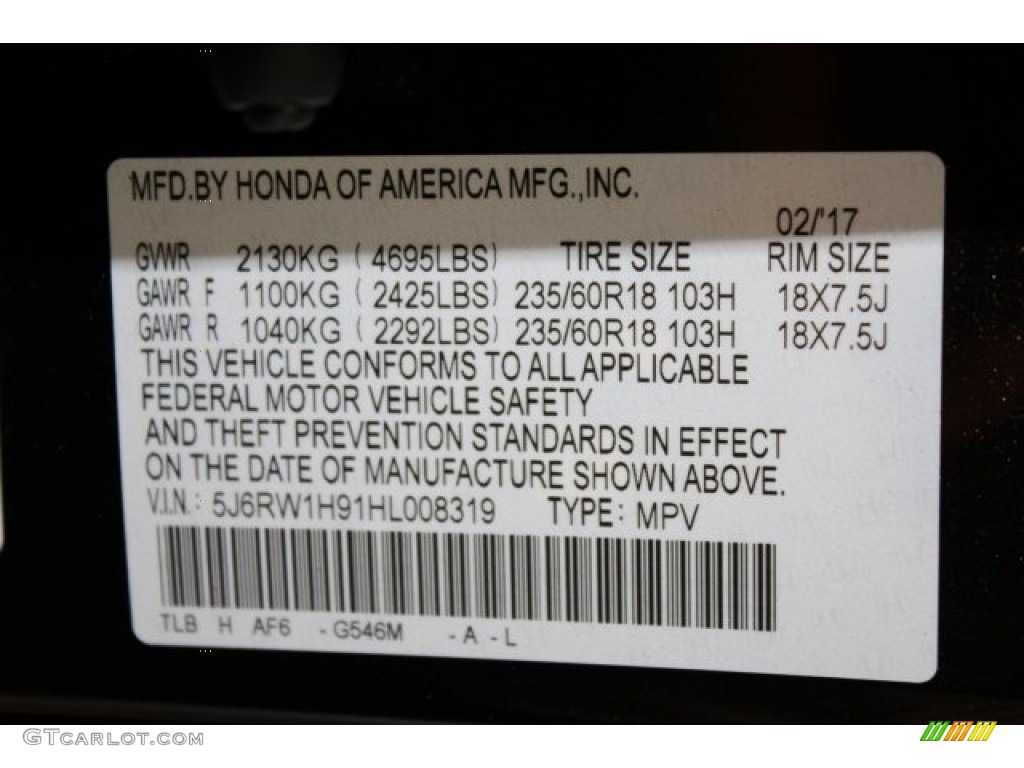 MFD.BY HONDA OF AMERICA MFG.,INC.
02/'17
GVWR 2130KG ( 4695LBS) TIRE SIZE RIM SIZE
GAWR F 1100KG ( 2425LBS) 235/60R18 103H 18X7.5J
GAWR R 1040KG ( 2292LBS) 235/60R18 103H 18X7.5J
THIS VEHICLE CONFORMS TO ALL APPLICABLE
FEDERAL MOTOR VEHICLE SAFETY
AND THEFT PREVENTION STANDARDS IN EFFECT
ON THE DATE OF MANUFACTURE SHOWN ABOVE.
V.I.N.: 5J6RW1H91HL008319 TYPE: MPV
TLB H AF6 - G546M - A - L
GTCARLOT.COM